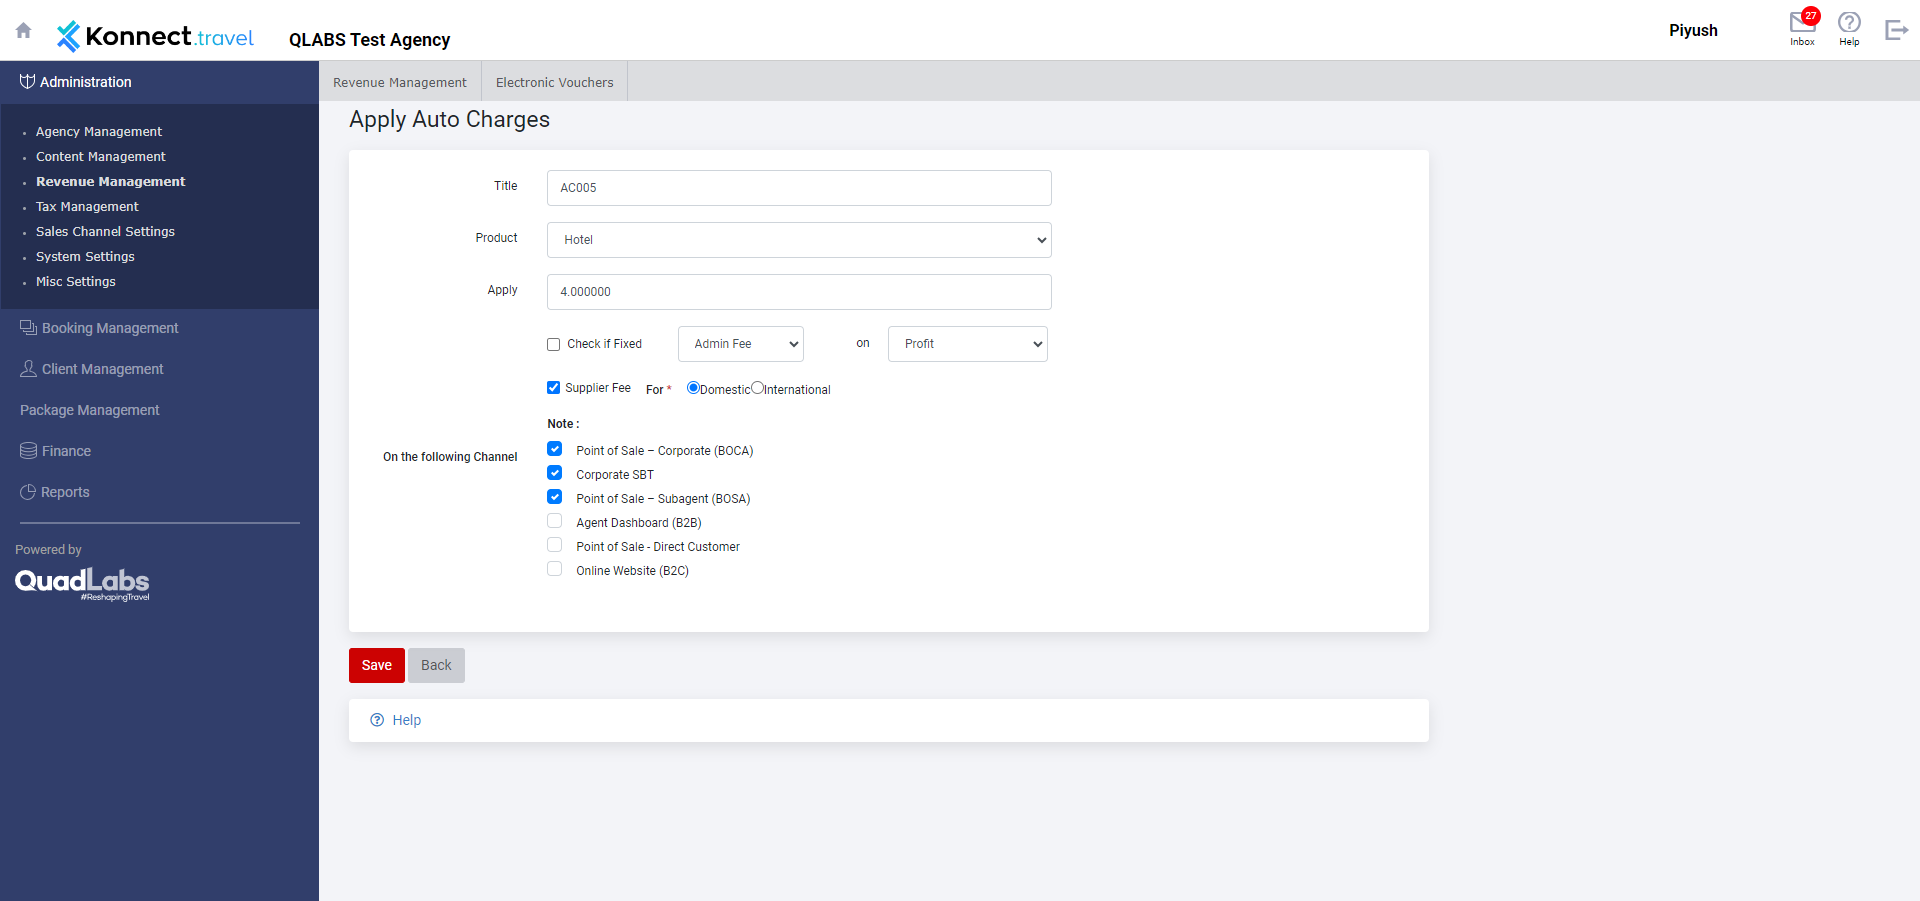 Konnect.travel
QLABS Test Agency
Piyush
27
Inbox
Help
Administration
Agency Management
Content Management
Revenue Management
Tax Management
Sales Channel Settings
System Settings
Misc Settings
Booking Management
Client Management
Package Management
Finance
Reports
Powered by
QuadLabs
#ReshapingTravel
Revenue Management
Electronic Vouchers
Apply Auto Charges
Title
AC005
Product
Hotel
Apply
4.000000
Check if Fixed
Admin Fee
on
Profit
Supplier Fee
For *
Domestic
International
Note :
On the following Channel
Point of Sale – Corporate (BOCA)
Corporate SBT
Point of Sale – Subagent (BOSA)
Agent Dashboard (B2B)
Point of Sale - Direct Customer
Online Website (B2C)
Save
Back
Help